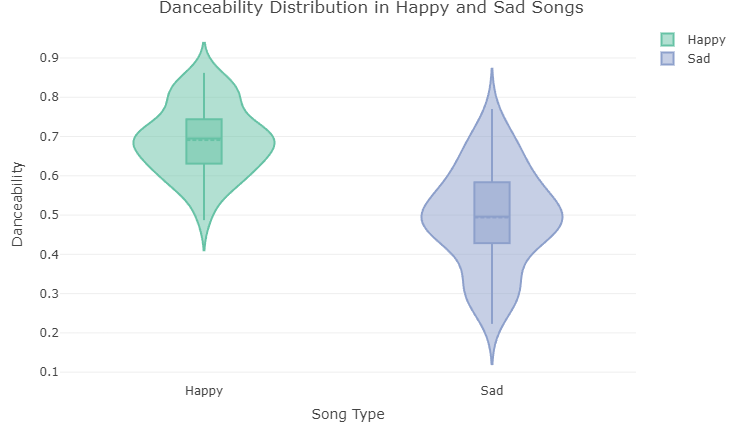 Danceability Distribution in Happy and Sad Songs
Happy
Sad
0.9
0.8
0.7
0.6
0.5
0.4
0.3
0.2
0.1
Danceability
Happy
Sad
Song Type